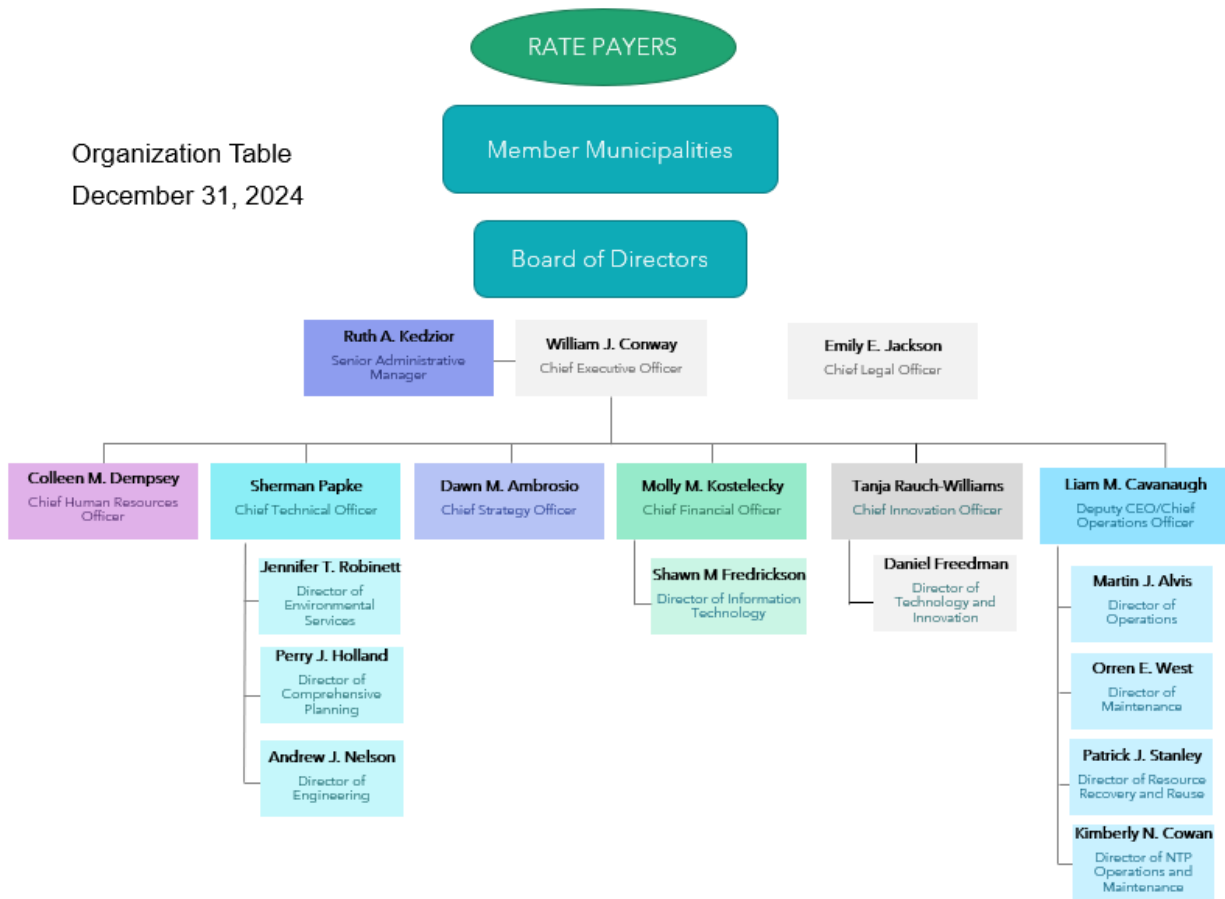 RATE PAYERS
Member Municipalities
Organization Table
December 31, 2024
Board of Directors
Ruth A. Kedzior
Senior Administrative
Manager
William J. Conway
Chief Executive Officer
Emily E. Jackson
Chief Legal Officer
Colleen M. Dempsey
Chief Human Resources
Officer
Sherman Papke
Chief Technical Officer
Dawn M. Ambrosio
Chief Strategy Officer
Molly M. Kostelecky
Chief Financial Officer
Tanja Rauch-Williams
Chief Innovation Officer
Liam M. Cavanaugh
Deputy CEO/Chief
Operations Officer
Jennifer T. Robinett
Director of
Environmental
Services
Perry J. Holland
Director of
Comprehensive
Planning
Andrew J. Nelson
Director of
Engineering
Shawn M Fredrickson
Director of Information
Technology
Daniel Freedman
Director of
Technology and
Innovation
Martin J. Alvis
Director of
Operations
Orren E. West
Director of
Maintenance
Patrick J. Stanley
Director of Resource
Recovery and Reuse
Kimberly N. Cowan
Director of NTP
Operations and
Maintenance